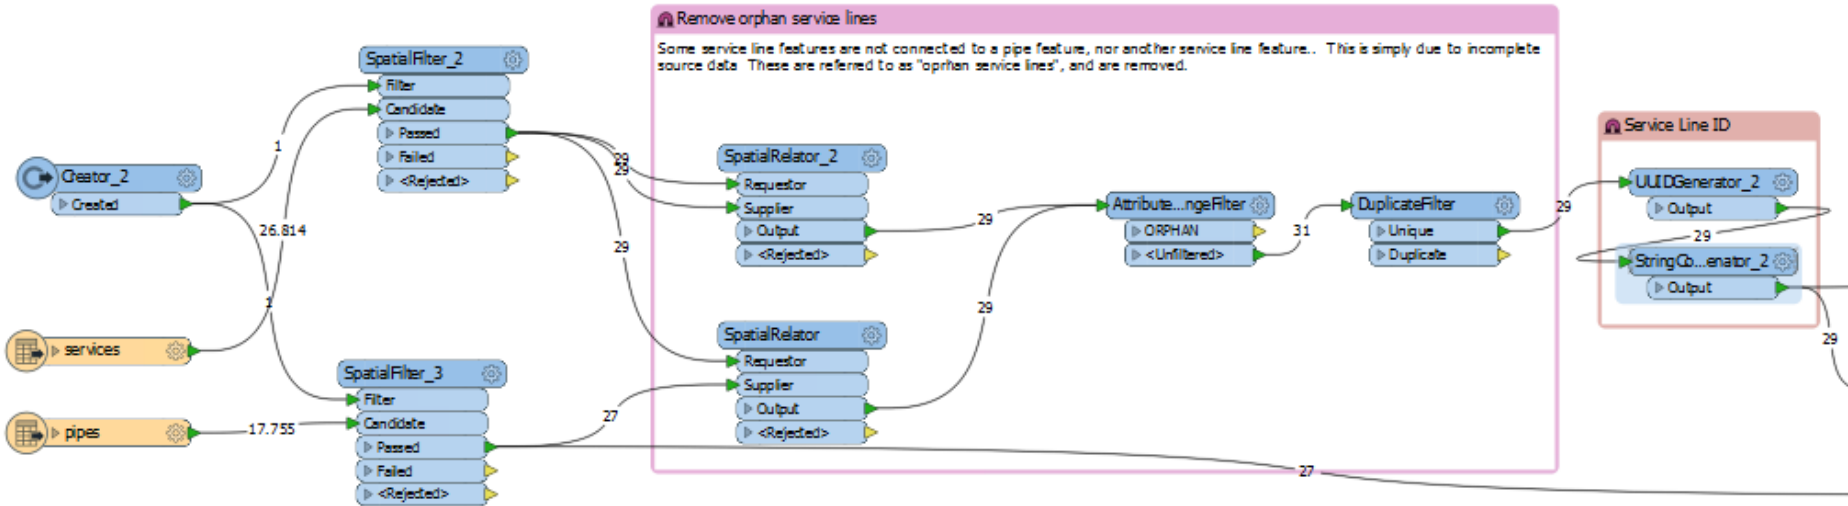 Remove orphan service lines
Some service line features are not connected to a pipe feature, nor another service line feature.. This is simply due to incomplete
source data These are referred to as "oprhan service lines", and are removed.
SpatialFilter_2
Filter
Candidate
Passed
Failed
<Rejected>
Creator_2
Created
1
26.814
1
services
pipes
17.755
SpatialFilter_3
Filter
Candidate
Passed
Failed
<Rejected>
29
29
29
27
27
SpatialRelator_2
Requestor
Supplier
Output
<Rejected>
29
SpatialRelator
Requestor
Supplier
Output
<Rejected>
29
Attribute...ngeFilter
ORPHAN
<Unfiltered>
31
DuplicateFilter
Unique
Duplicate
29
Service Line ID
UUIDGenerator_2
Output
29
StringCo...enator_2
Output
29